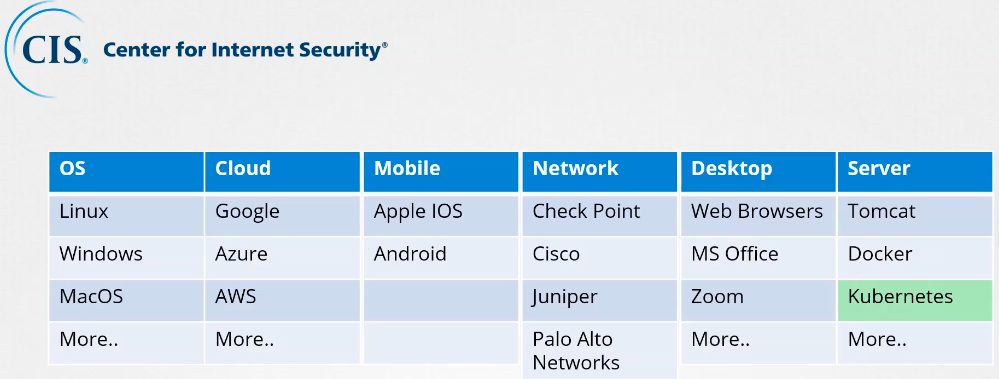 CIS® Center for Internet Security®
OS Cloud Mobile Network Desktop Server
Linux Google Apple IOS Check Point Web Browsers Tomcat
Windows Azure Android Cisco MS Office Docker
MacOS AWS Juniper Zoom Kubernetes
More.. More.. Palo Alto More.. More..
Networks